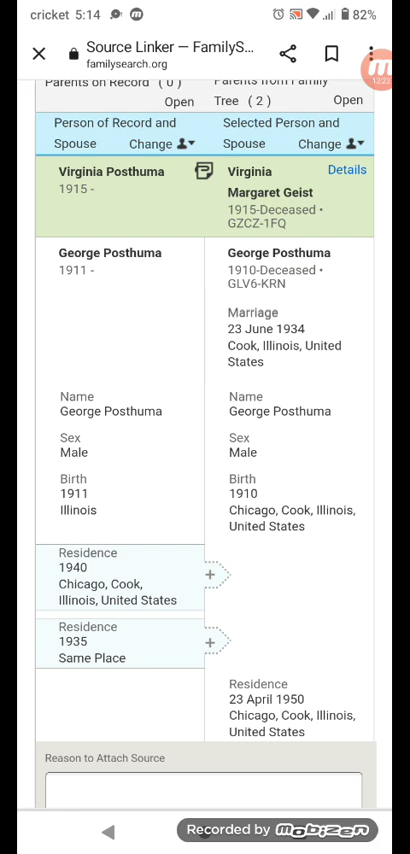 cricket 5:14 82%
Source Linker — FamilyS...
familysearch.org
12:23
Parents on Record ( 0 ) Parents from Family
Open Tree ( 2 ) Open
Person of Record and Selected Person and
Spouse Change Spouse Change
Virginia Posthuma Virginia Details
1915 - Margaret Geist
1915-Deceased •
GZCZ-1FQ
George Posthuma George Posthuma
1911 - 1910-Deceased •
GLV6-KRN
Marriage
23 June 1934
Cook, Illinois, United
States
Name Name
George Posthuma George Posthuma
Sex Sex
Male Male
Birth Birth
1911 1910
Illinois Chicago, Cook, Illinois,
United States
Residence
1940
Chicago, Cook,
Illinois, United States
Residence
1935
Same Place
Residence
23 April 1950
Chicago, Cook, Illinois,
United States
Reason to Attach Source
Recorded by mobizen